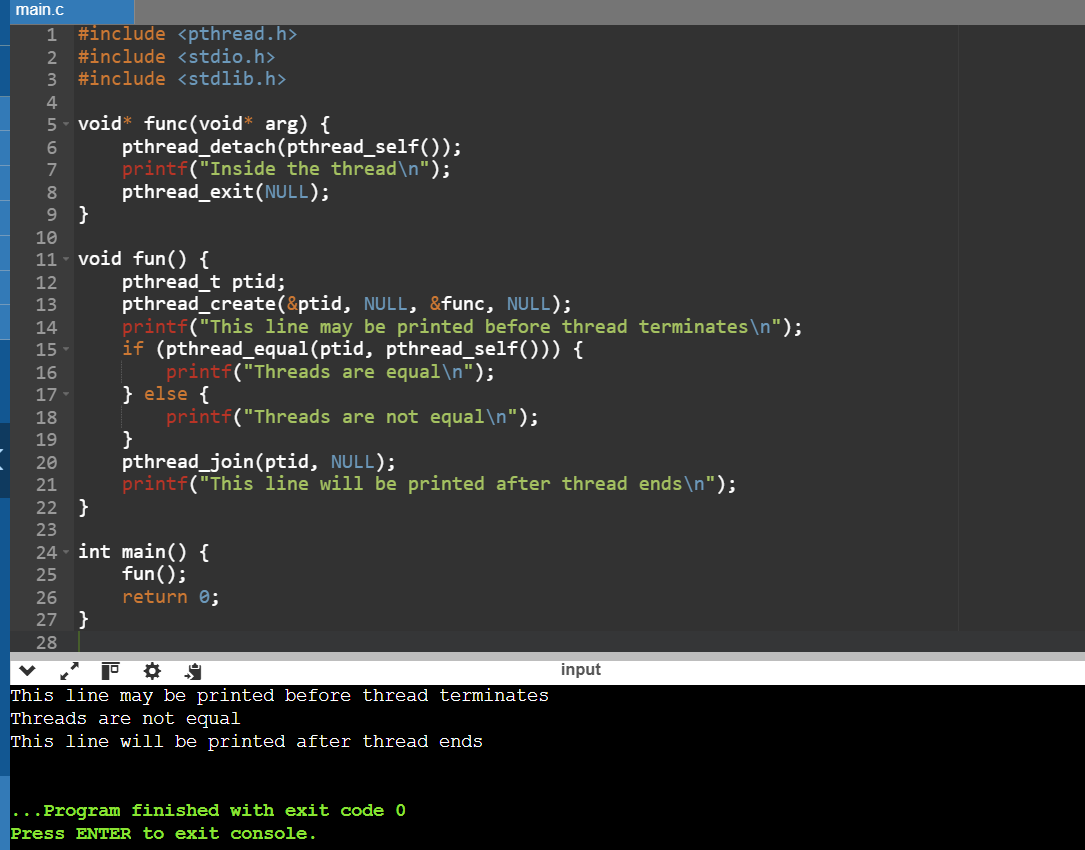 main.c
1 #include <pthread.h>
2 #include <stdio.h>
3 #include <stdlib.h>
4
5 void* func(void* arg) {
6     pthread_detach(pthread_self());
7     printf("Inside the thread\n");
8     pthread_exit(NULL);
9 }
10
11 void fun() {
12     pthread_t ptid;
13     pthread_create(&ptid, NULL, &func, NULL);
14     printf("This line may be printed before thread terminates\n");
15     if (pthread_equal(ptid, pthread_self())) {
16         printf("Threads are equal\n");
17     } else {
18         printf("Threads are not equal\n");
19     }
20     pthread_join(ptid, NULL);
21     printf("This line will be printed after thread ends\n");
22 }
23
24 int main() {
25     fun();
26     return 0;
27 }
28
input
This line may be printed before thread terminates
Threads are not equal
This line will be printed after thread ends
...Program finished with exit code 0
Press ENTER to exit console.